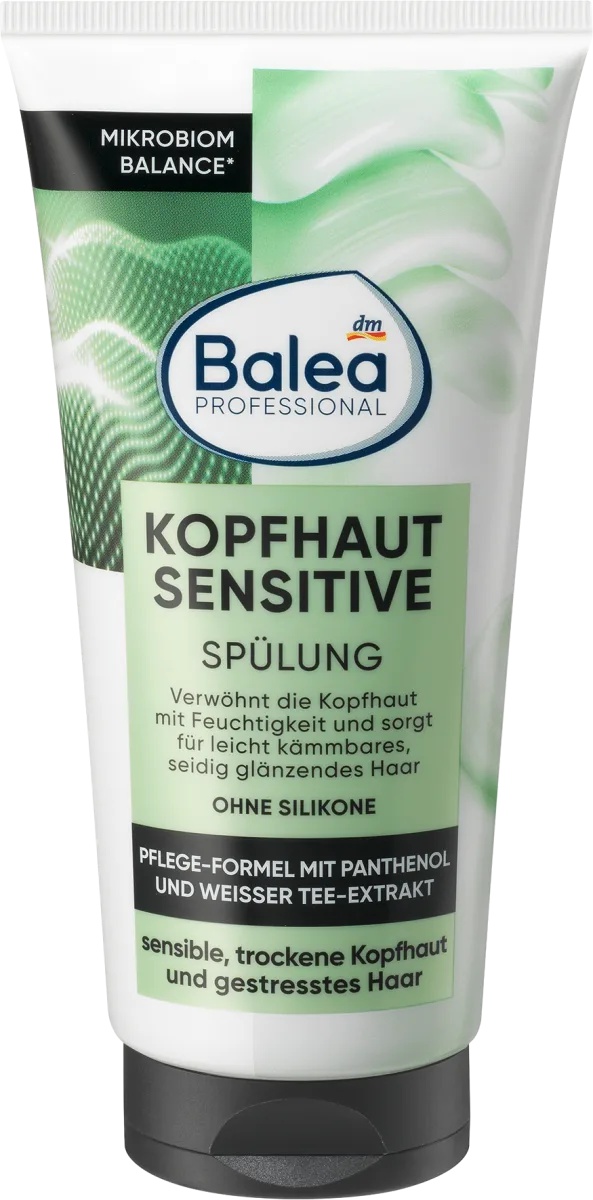 MIKROBIOM
BALANCE*
dm
Balea
PROFESSIONAL
KOPFHAUT
SENSITIVE
SPÜLUNG
Verwöhnt die Kopfhaut
mit Feuchtigkeit und sorgt
für leicht kämmbares,
seidig glänzendes Haar
OHNE SILIKONE
PFLEGE-FORMEL MIT PANTHENOL
UND WEISSER TEE-EXTRAKT
sensible, trockene Kopfhaut
und gestresstes Haar